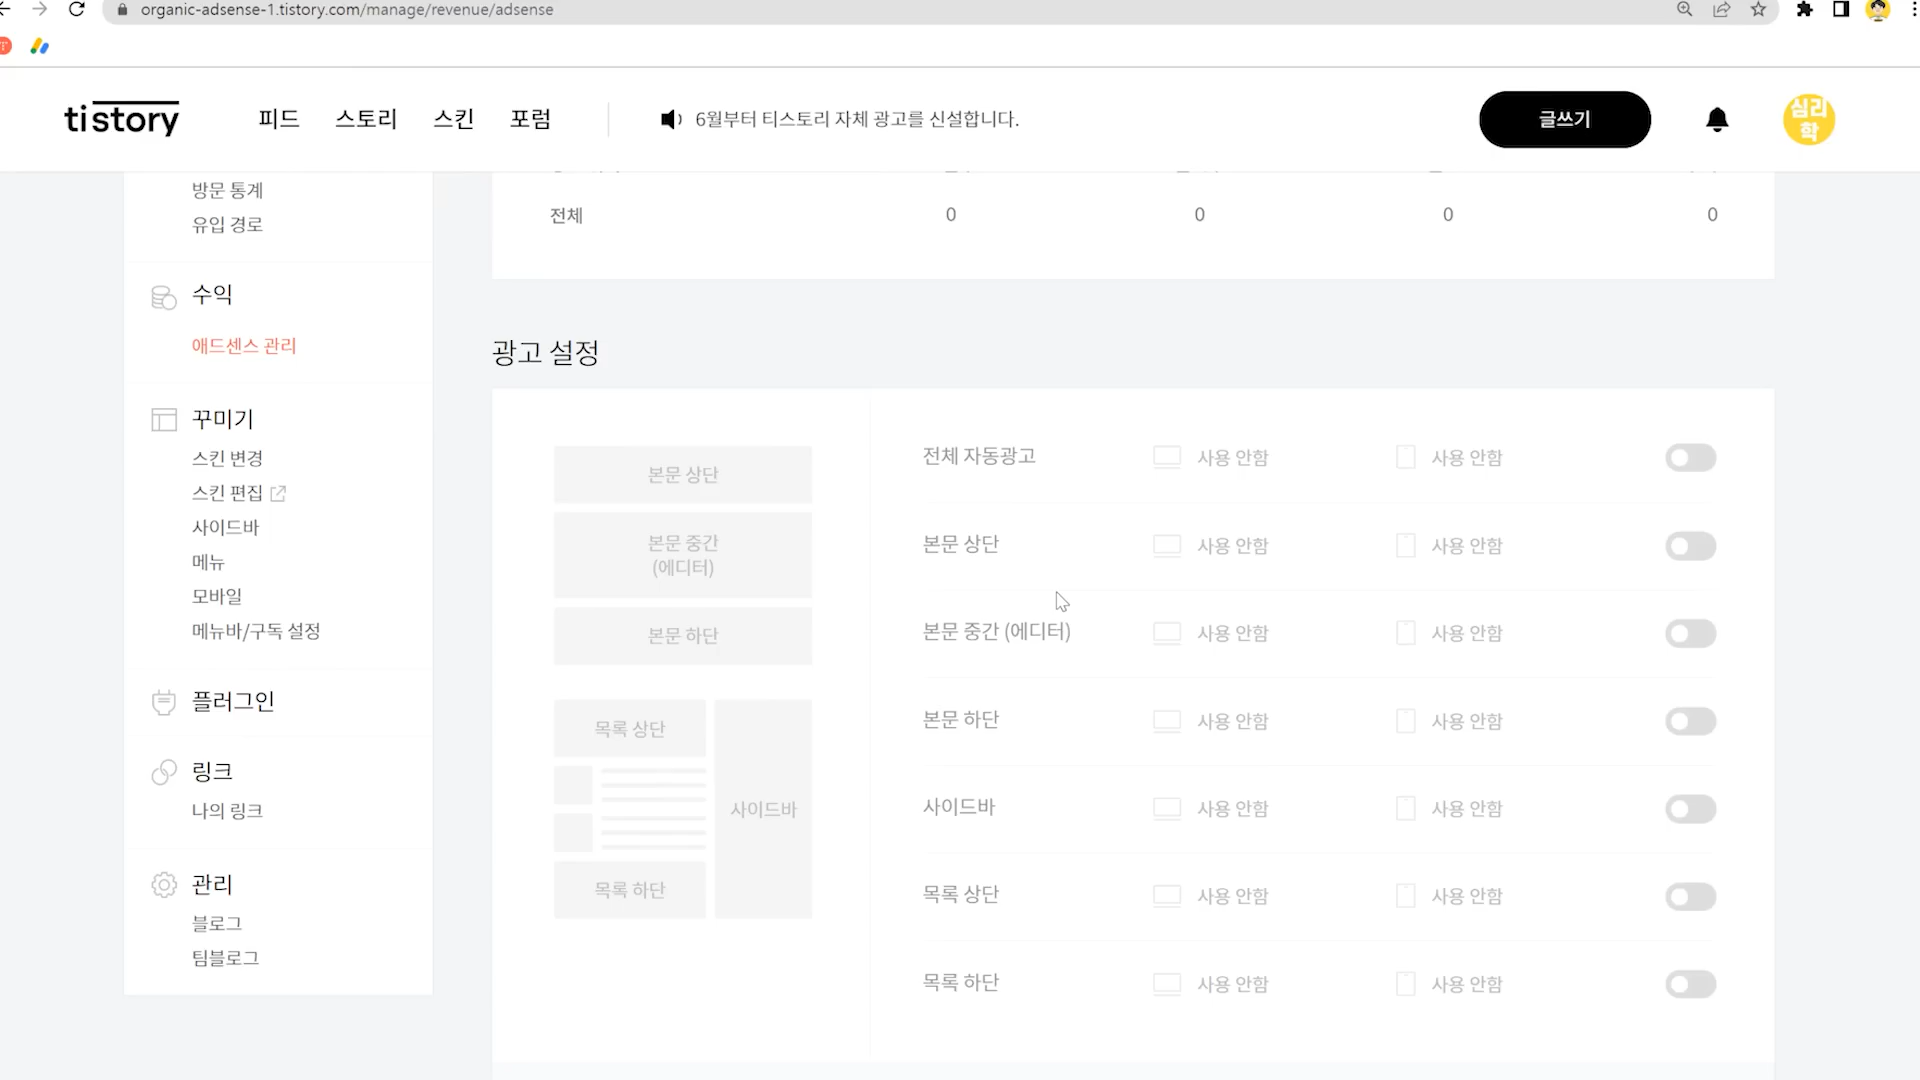 organic-adsense-1.tistory.com/manage/revenue/adsense
tistory
피드 스토리 스킨 포럼
6월부터 티스토리 자체 광고를 신설합니다.
글쓰기
심리
학
방문 통계
유입 경로
수익
애드센스 관리
꾸미기
스킨 변경
스킨 편집
사이드바
메뉴
모바일
메뉴바/구독 설정
플러그인
링크
나의 링크
관리
블로그
팀블로그
전체 0 0 0 0
광고 설정
본문 상단
본문 중간
(에디터)
본문 하단
목록 상단
사이드바
목록 하단
전체 자동광고 사용 안함 사용 안함
본문 상단 사용 안함 사용 안함
본문 중간 (에디터) 사용 안함 사용 안함
본문 하단 사용 안함 사용 안함
사이드바 사용 안함 사용 안함
목록 상단 사용 안함 사용 안함
목록 하단 사용 안함 사용 안함